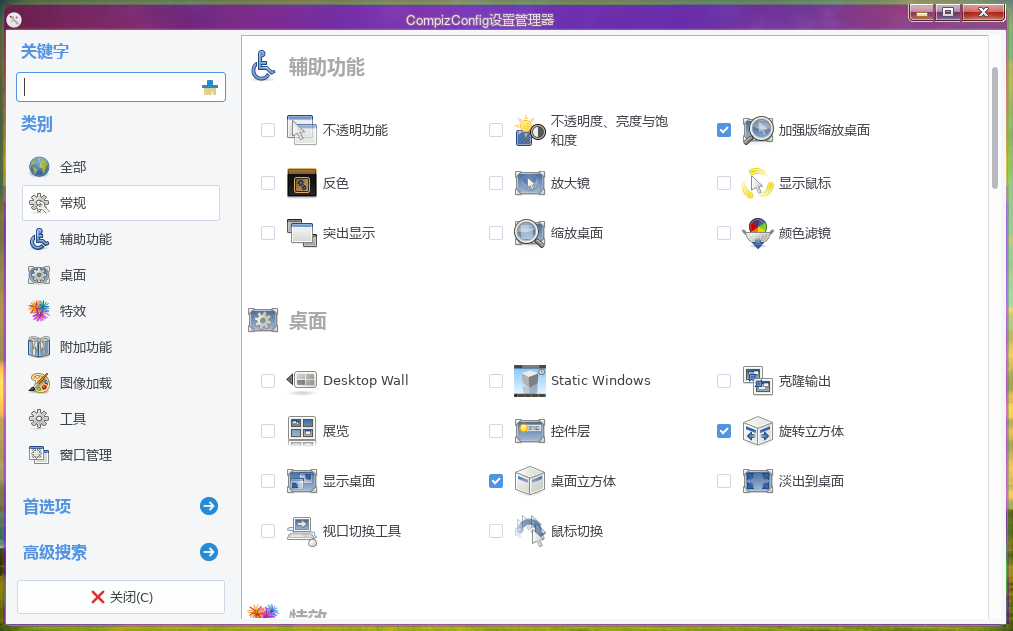 CompizConfig设置管理器
关键字
类别
全部
常规
辅助功能
桌面
特效
附加功能
图像加载
工具
窗口管理
首选项
高级搜索
关闭(C)
辅助功能
不透明功能
不透明度、亮度与饱
和度
加强版缩放桌面
反色
放大镜
显示鼠标
突出显示
缩放桌面
颜色滤镜
桌面
Desktop Wall
Static Windows
克隆输出
展览
控件层
旋转立方体
显示桌面
桌面立方体
淡出到桌面
视口切换工具
鼠标切换
特效